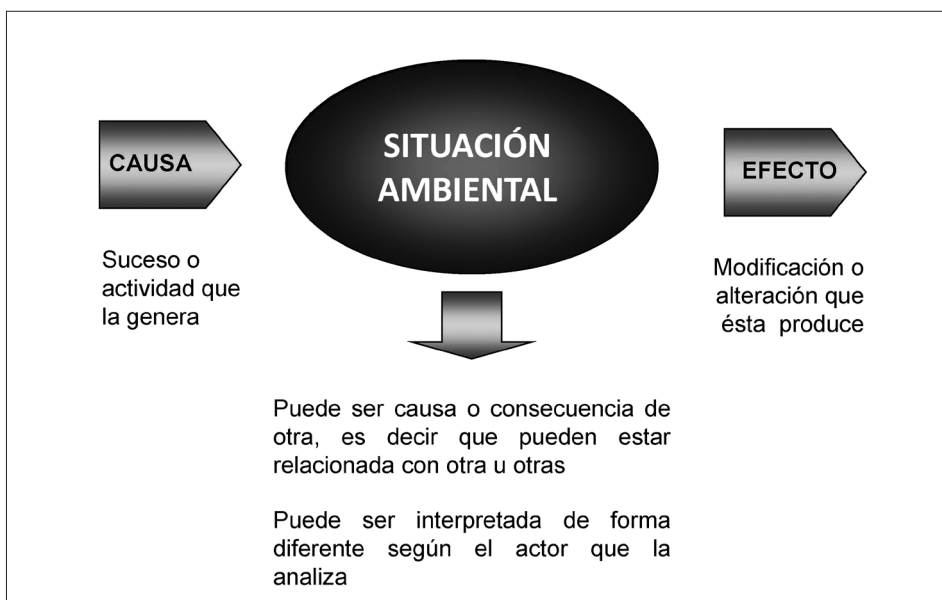 CAUSA
Suceso o
actividad que
la genera
SITUACIÓN
AMBIENTAL
EFECTO
Modificación o
alteración que
ésta produce
Puede ser causa o consecuencia de
otra, es decir que pueden estar
relacionada con otra u otras
Puede ser interpretada de forma
diferente según el actor que la
analiza